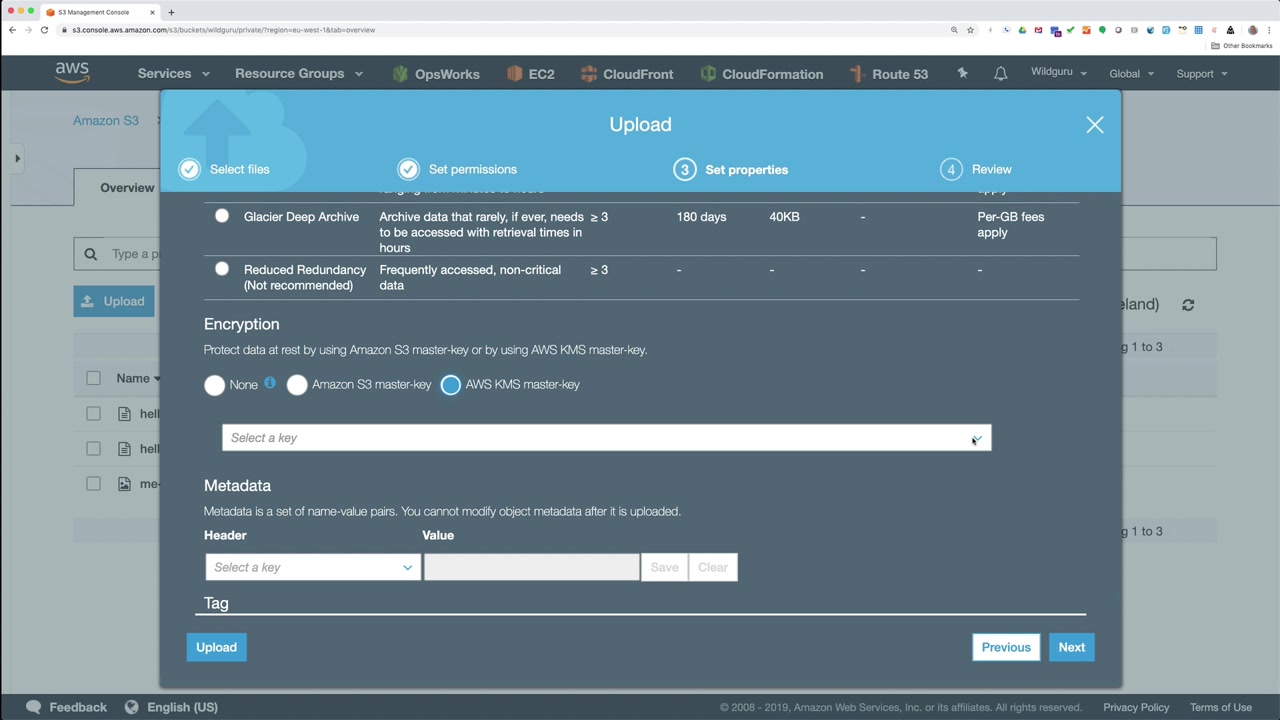 S3 Management Console
s3.console.aws.amazon.com/s3/buckets/wildguru/private/?region=eu-west-1&tab=overview
Other Bookmarks
aws Services Resource Groups OpsWorks EC2 CloudFront CloudFormation Route 53 Wildguru Global Support
Amazon S3
Upload
Select files Set permissions 3 Set properties 4 Review
Overview
apply
Glacier Deep Archive Archive data that rarely, if ever, needs ≥ 3 180 days 40KB - Per-GB fees
to be accessed with retrieval times in apply
hours
Type a p
Reduced Redundancy Frequently accessed, non-critical ≥ 3 - - - -
(Not recommended) data
Upload
eland)
Encryption
Protect data at rest by using Amazon S3 master-key or by using AWS KMS master-key.
g 1 to 3
Name
None Amazon S3 master-key AWS KMS master-key
hell
Select a key
hell
me-
Metadata
Metadata is a set of name-value pairs. You cannot modify object metadata after it is uploaded.
g 1 to 3
Header Value
Select a key Save Clear
Tag
Upload Previous Next
Feedback English (US) © 2008 - 2019, Amazon Web Services, Inc. or its affiliates. All rights reserved. Privacy Policy Terms of Use